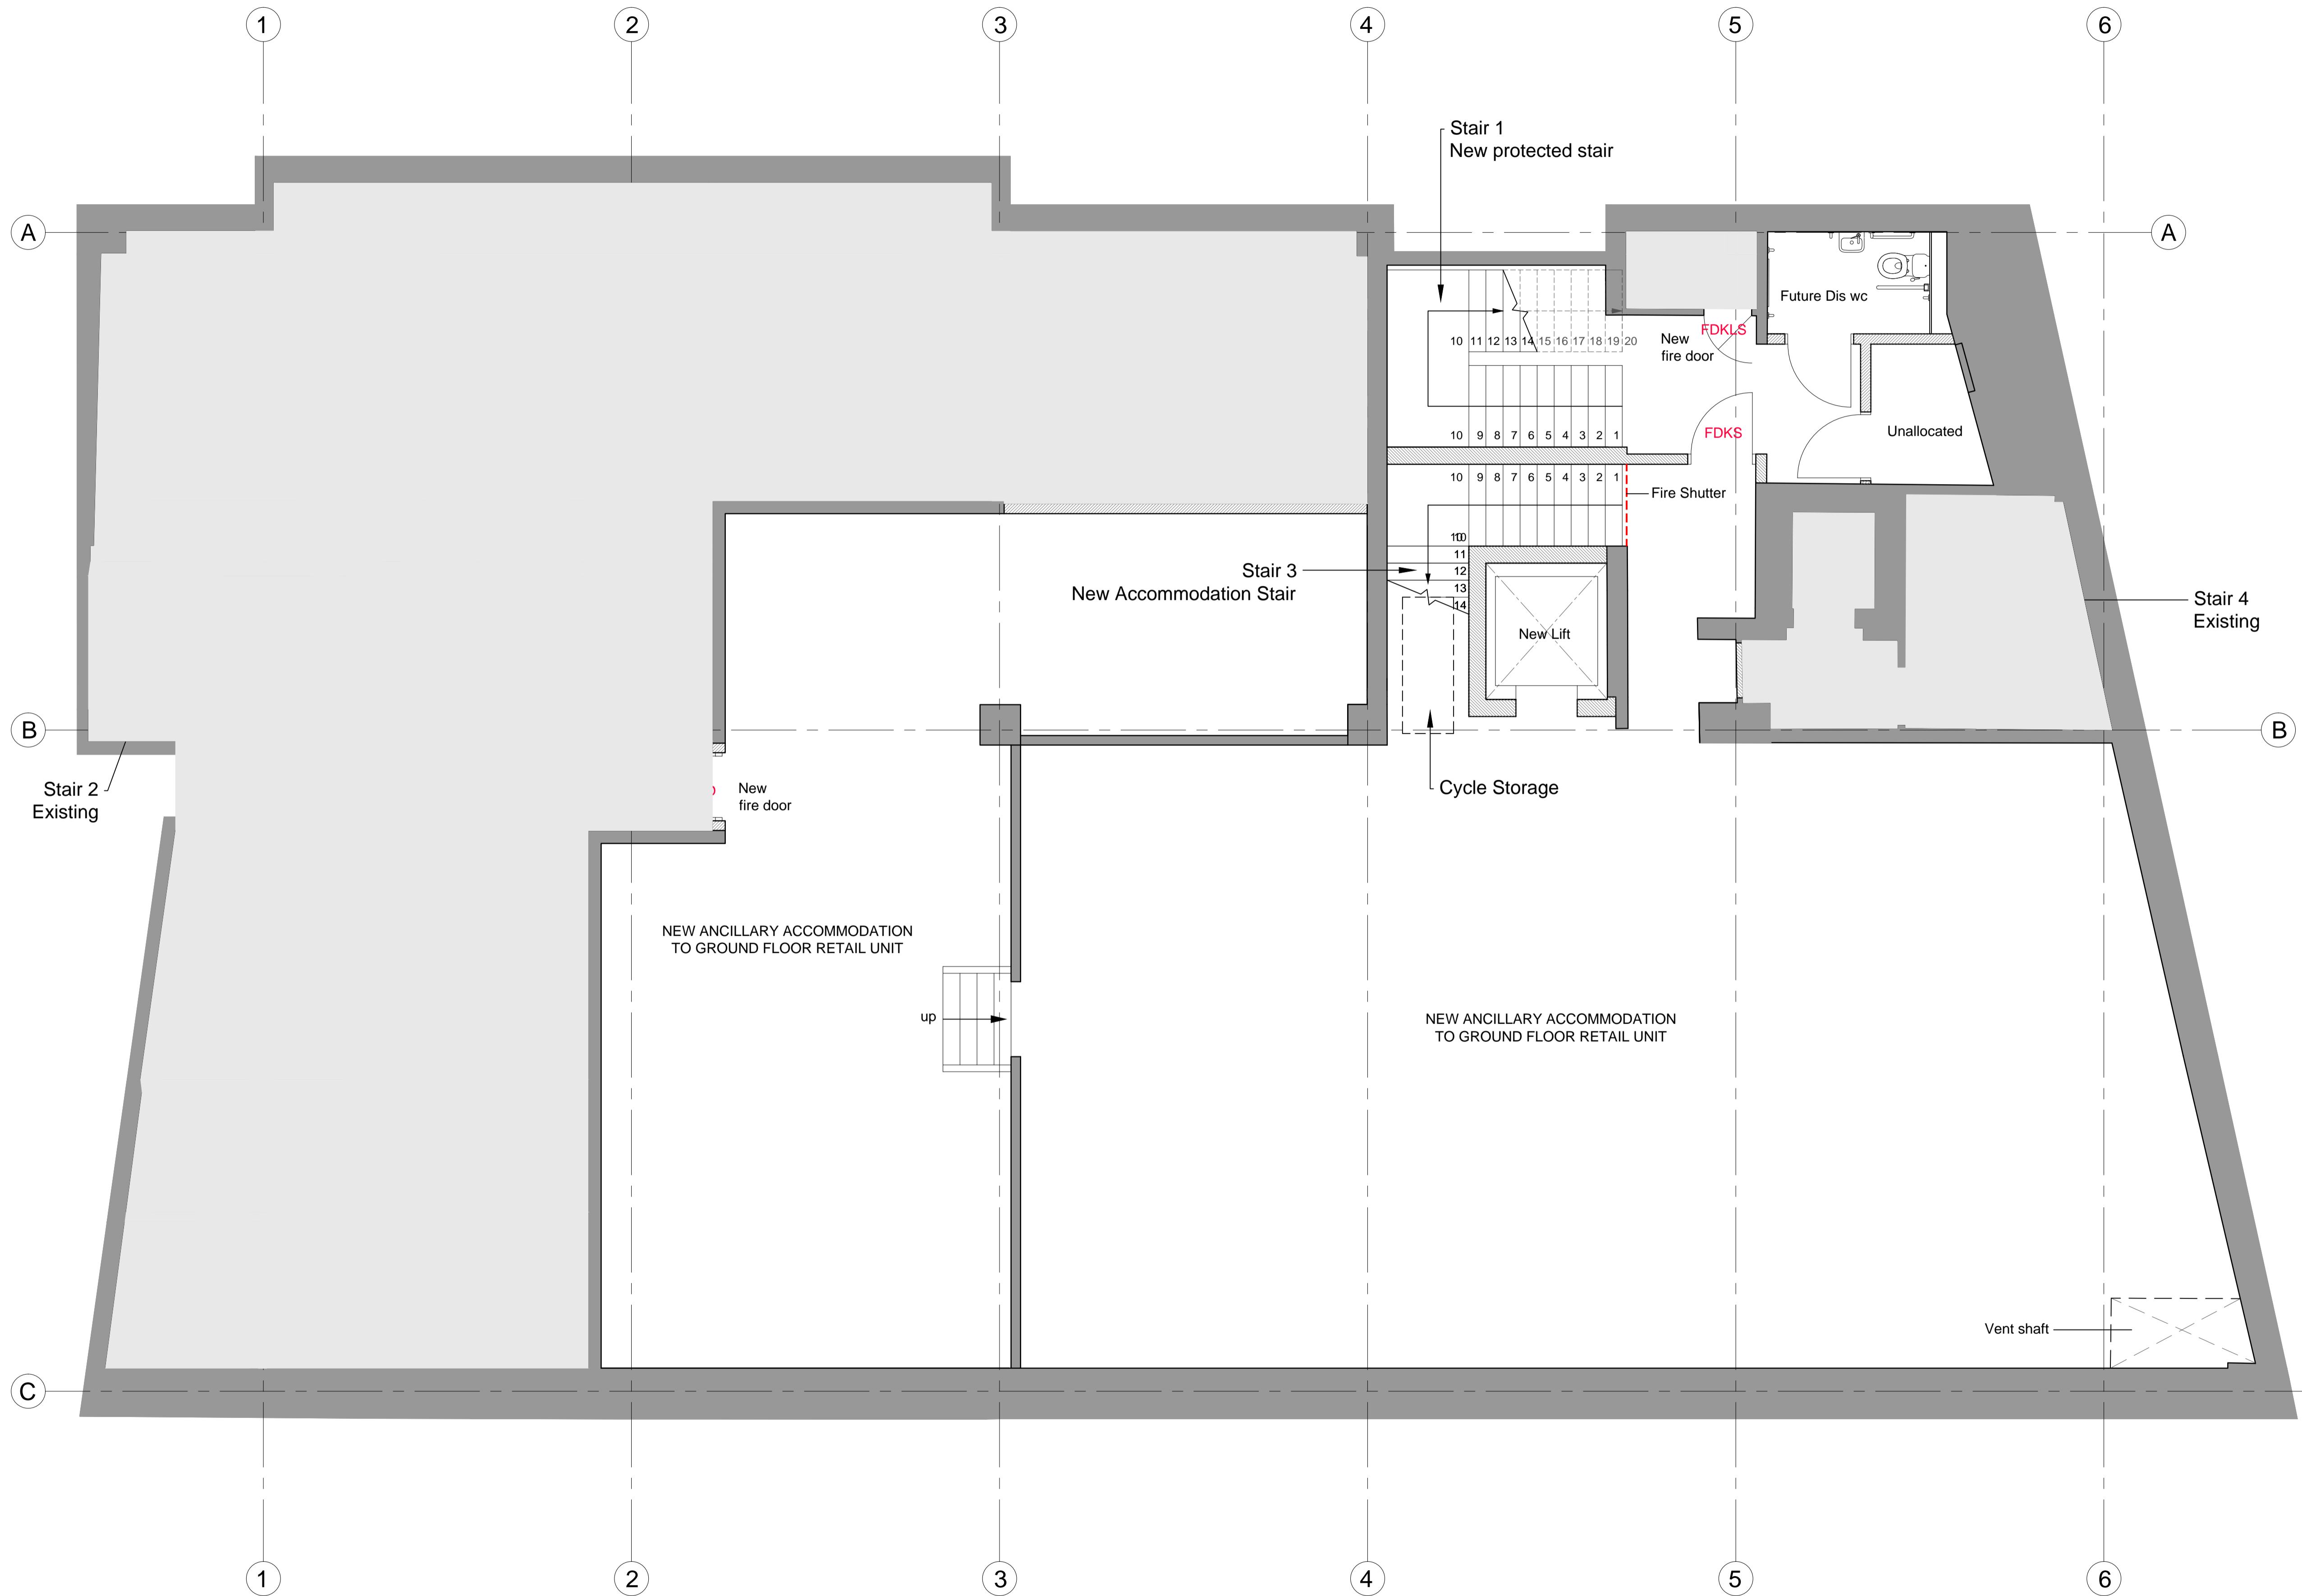 1 2 3 4 5 6
Stair 1
New protected stair
A A
Future Dis wc
FDKLS
New
fire door
10 11 12 13 14 15 16 17 18 19 20
FDKS
Unallocated
10 9 8 7 6 5 4 3 2 1
10 9 8 7 6 5 4 3 2 1
Fire Shutter
10
11
12
13
14
Stair 3
New Accommodation Stair
New Lift
Stair 4
Existing
B B
Stair 2
Existing
New
fire door
Cycle Storage
NEW ANCILLARY ACCOMMODATION
TO GROUND FLOOR RETAIL UNIT
up
NEW ANCILLARY ACCOMMODATION
TO GROUND FLOOR RETAIL UNIT
Vent shaft
C
1 2 3 4 5 6